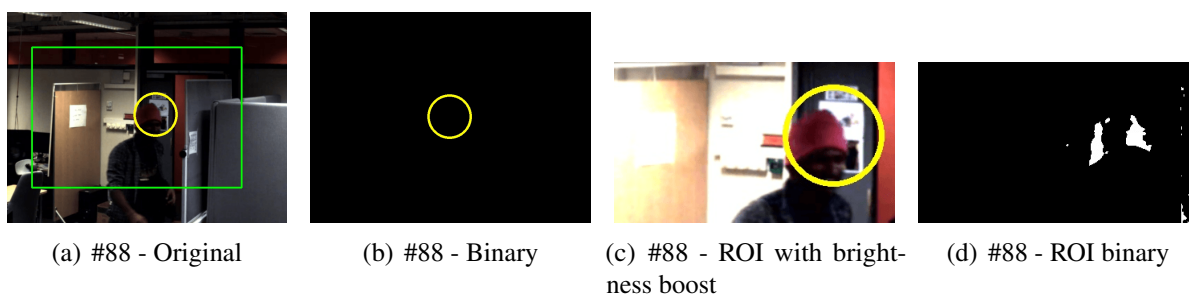 (a) #88 - Original
(b) #88 - Binary
(c) #88 - ROI with bright-
ness boost
(d) #88 - ROI binary